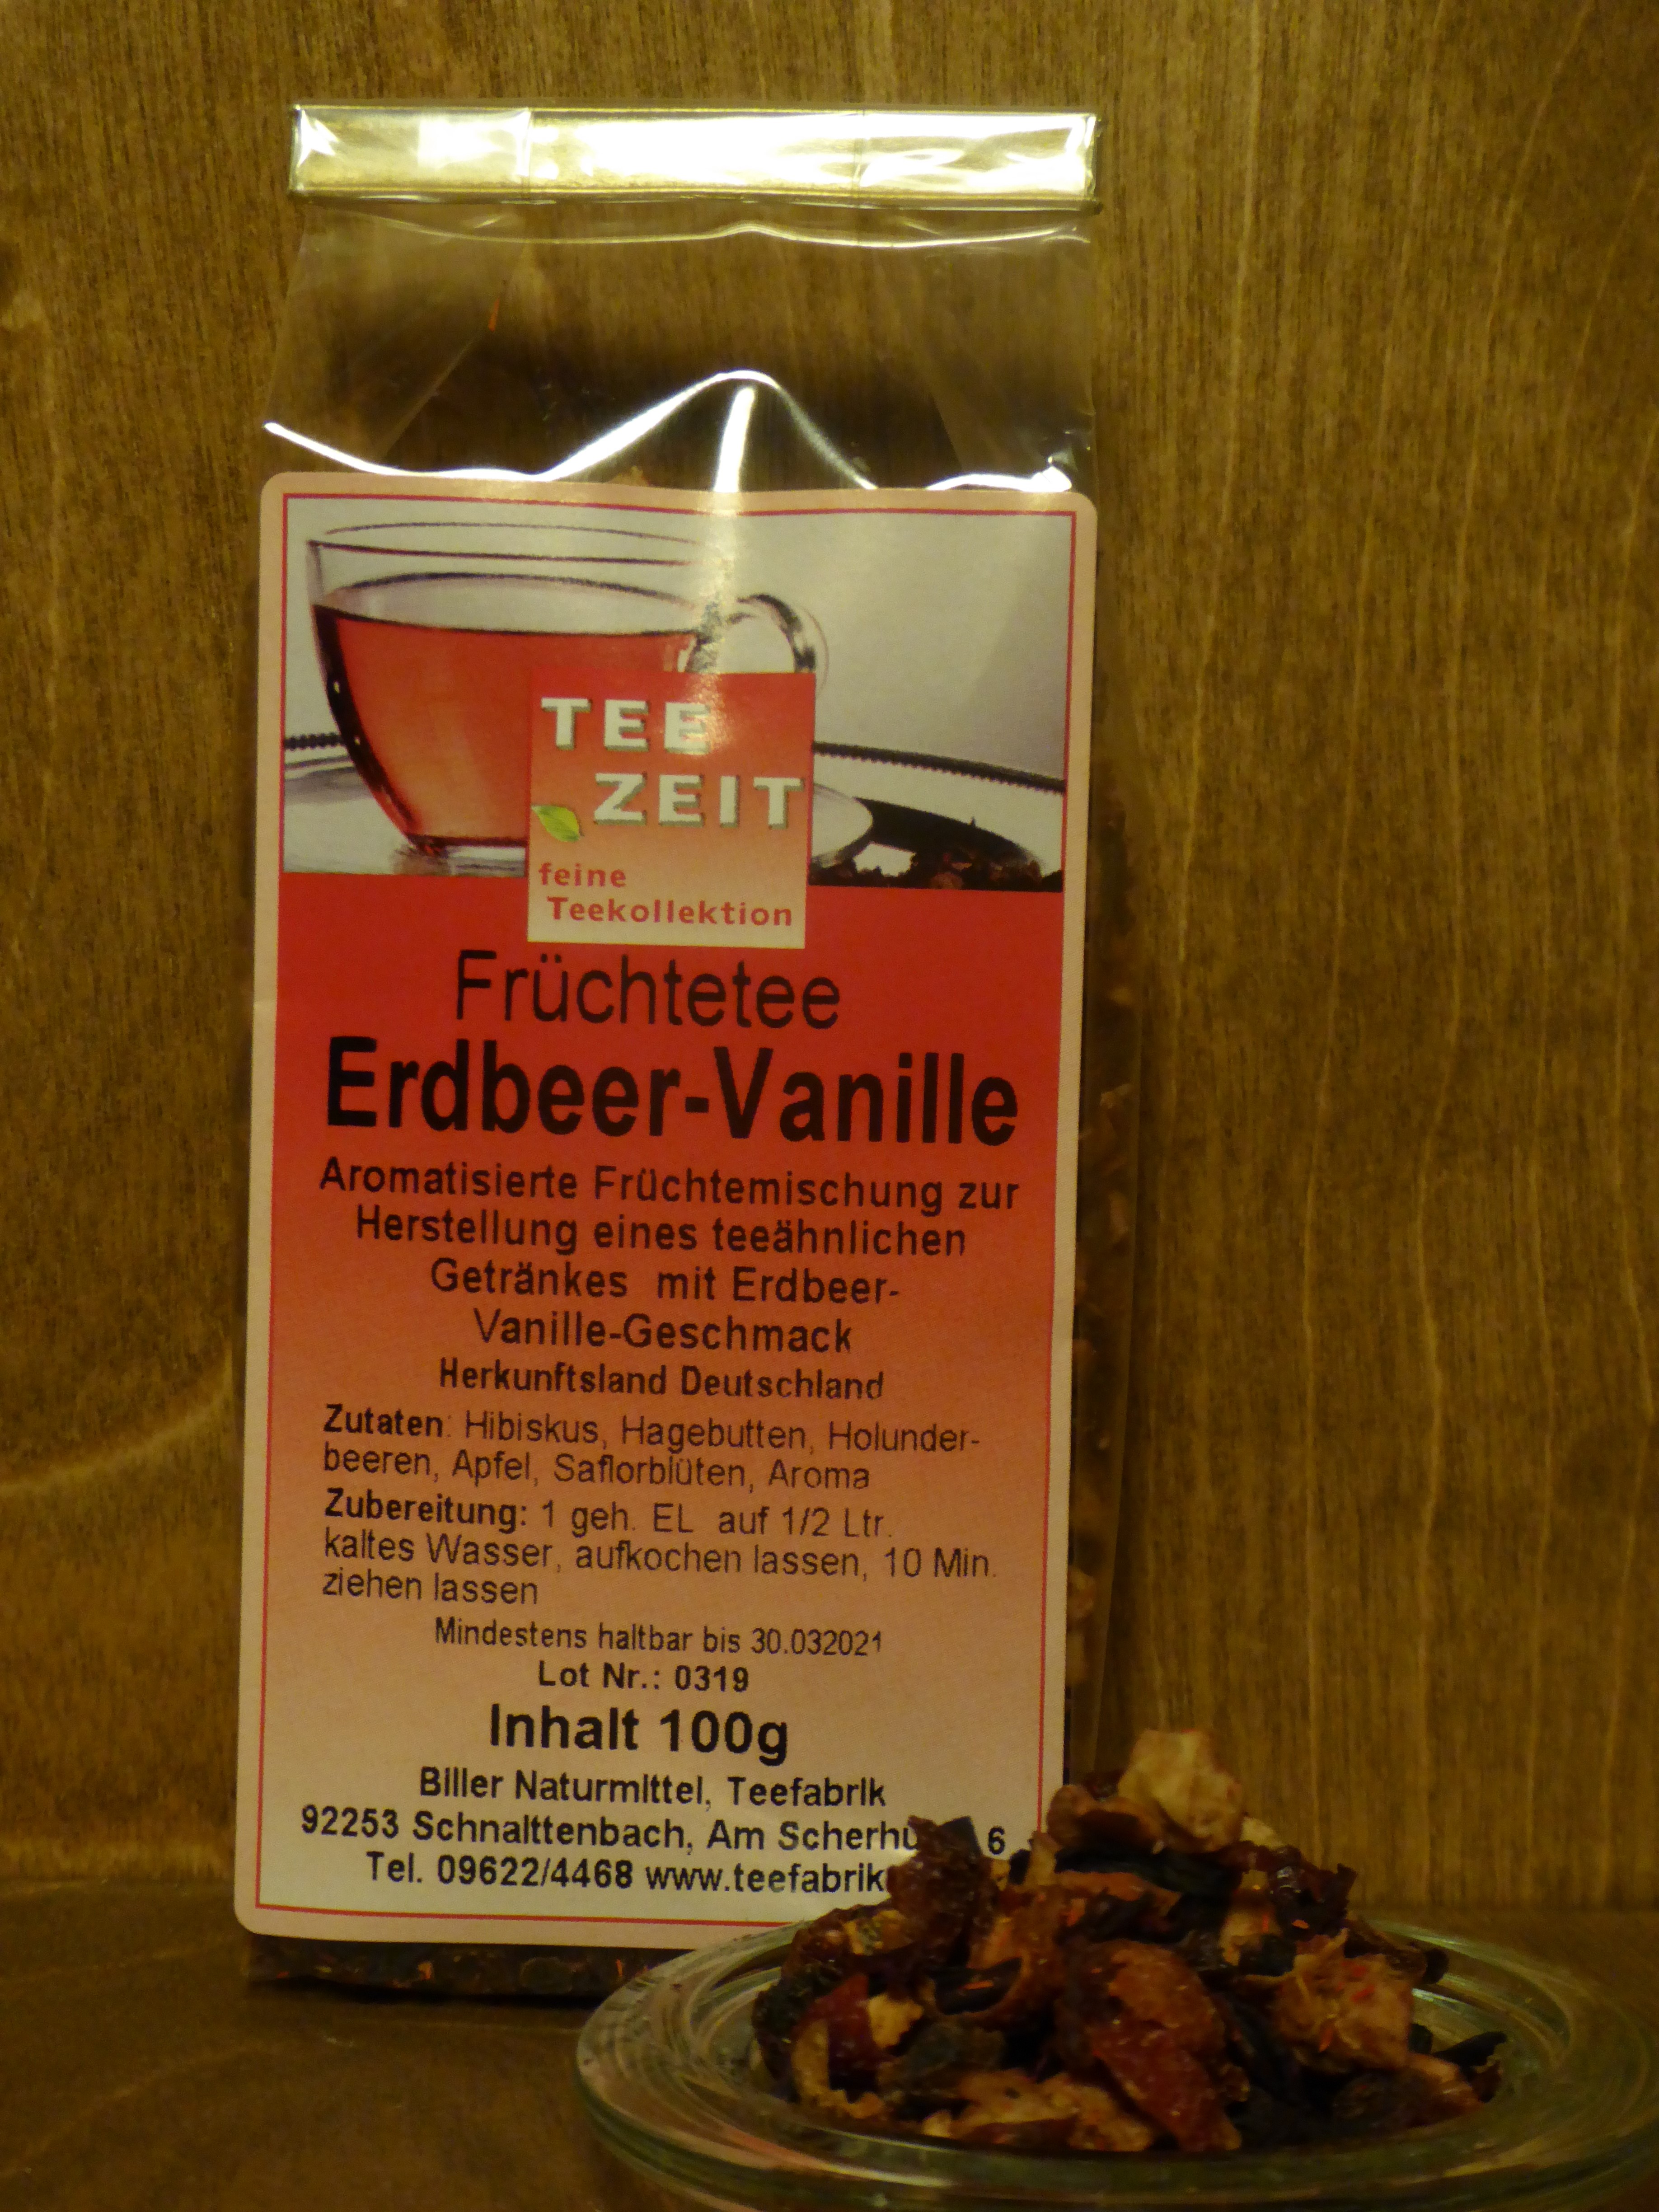 TEE
ZEIT
feine
Teekollektion
Früchtetee
Erdbeer-Vanille
Aromatisierte Früchtemischung zur
Herstellung eines teeähnlichen
Getränkes mit Erdbeer-
Vanille-Geschmack
Herkunftsland Deutschland
Zutaten: Hibiskus, Hagebutten, Holunder-
beeren, Apfel, Saflorblüten, Aroma
Zubereitung: 1 geh. EL auf 1/2 Ltr.
kaltes Wasser, aufkochen lassen, 10 Min.
ziehen lassen
Mindestens haltbar bis 30.032021
Lot Nr.: 0319
Inhalt 100g
Biller Naturmittel, Teefabrik
92253 Schnaittenbach, Am 6
Tel. 09622/4468 www.teefabrik